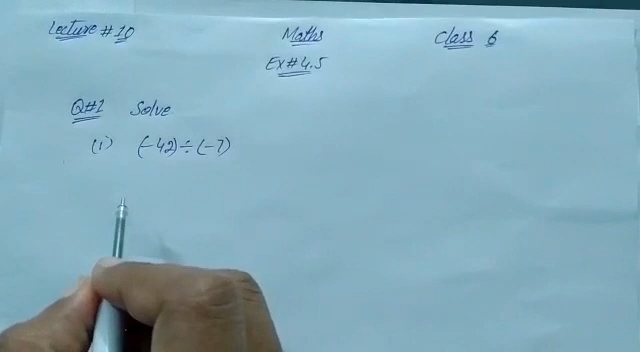 Lecture # 10
Maths
Class 6
Ex#4.5
Q#1 Solve
(i) (-42)÷(-7)